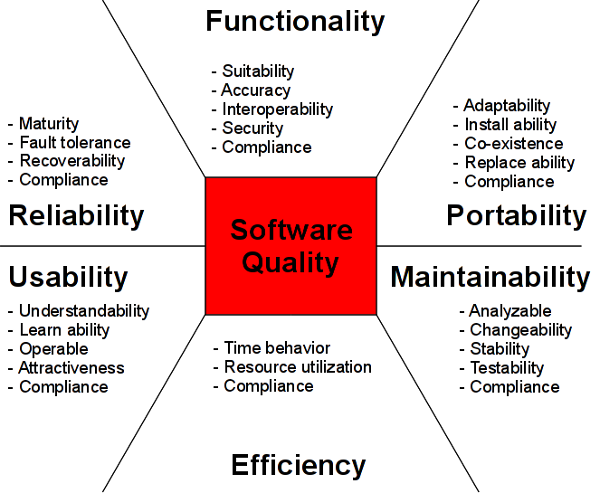 Functionality
- Suitability
- Accuracy
- Interoperability
- Security
- Compliance
- Maturity
- Fault tolerance
- Recoverability
- Compliance
Reliability
- Adaptability
- Install ability
- Co-existence
- Replace ability
- Compliance
Portability
Software
Quality
Usability
- Understandability
- Learn ability
- Operable
- Attractiveness
- Compliance
Maintainability
- Analyzable
- Changeability
- Stability
- Testability
- Compliance
- Time behavior
- Resource utilization
- Compliance
Efficiency